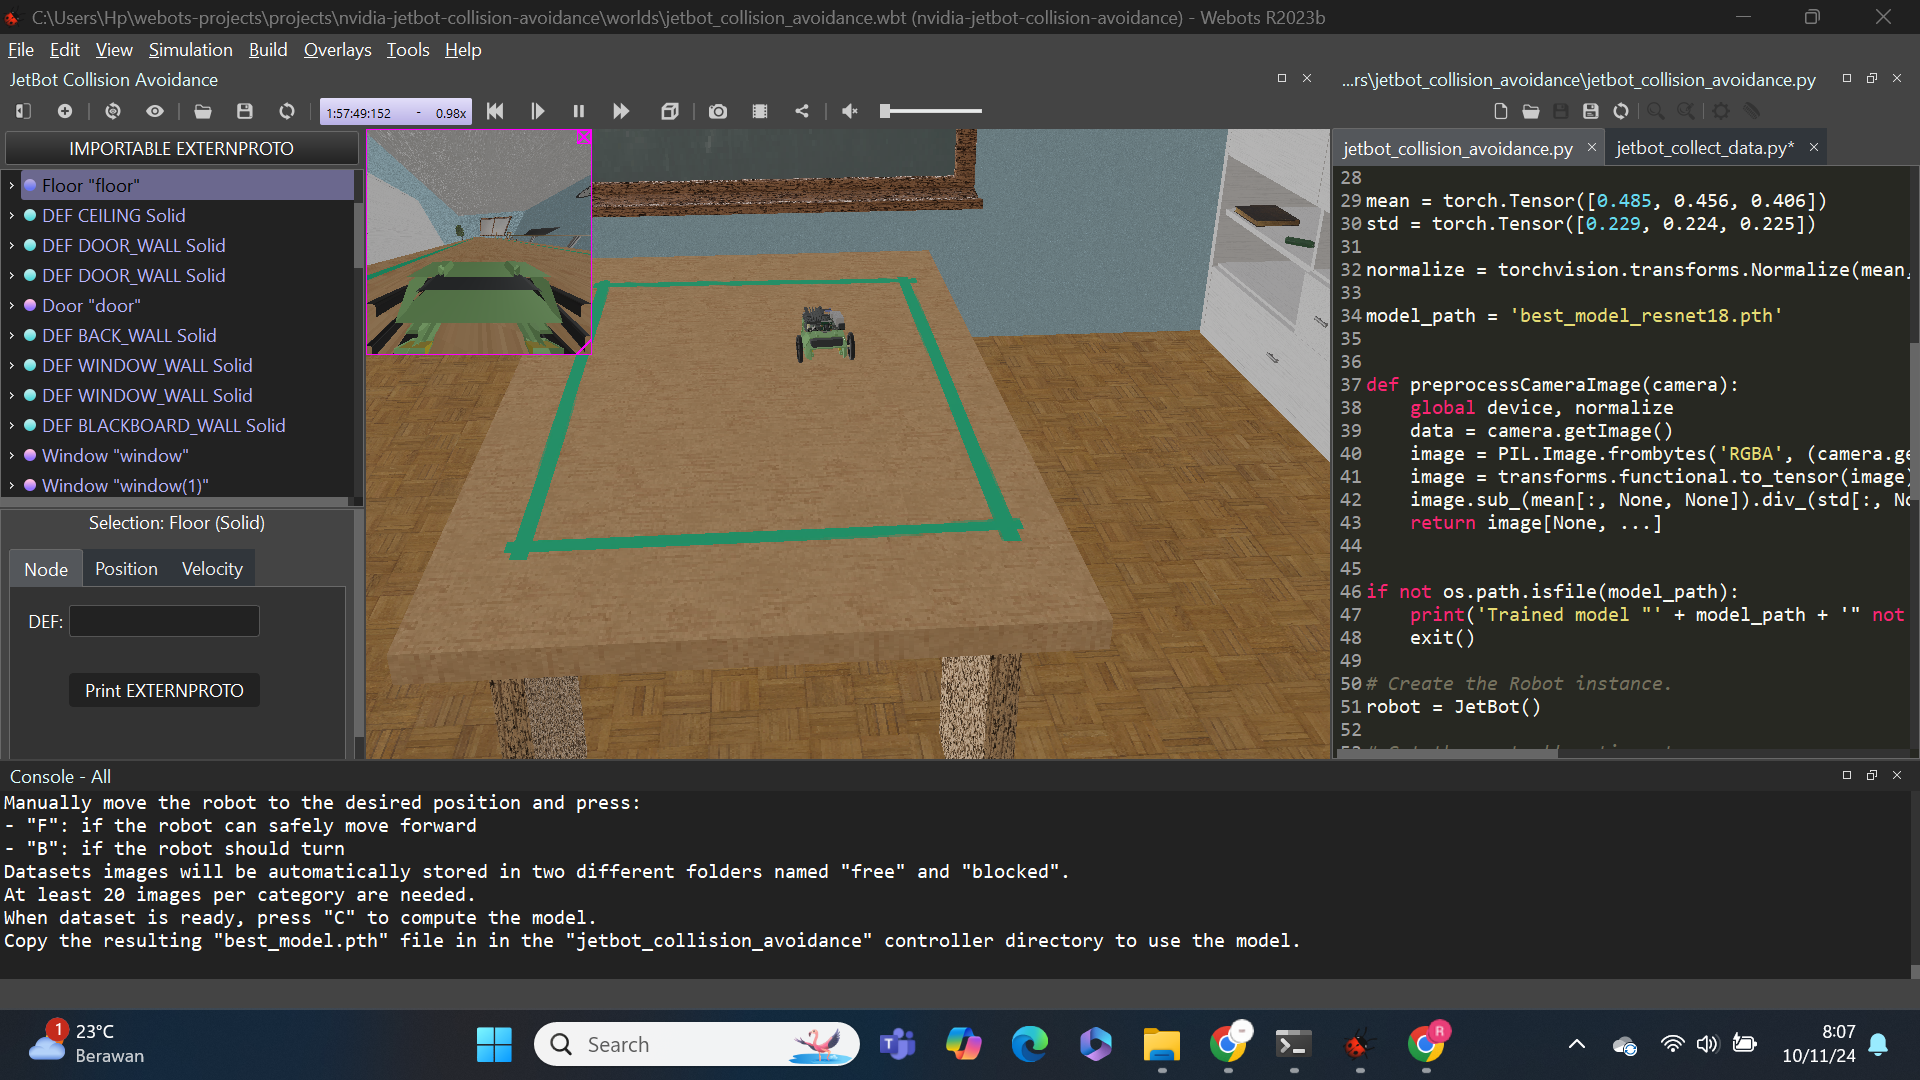 C:\Users\Hp\webots-projects\projects\nvidia-jetbot-collision-avoidance\worlds\jetbot_collision_avoidance.wbt (nvidia-jetbot-collision-avoidance) - Webots R2023b
File Edit View Simulation Build Overlays Tools Help
JetBot Collision Avoidance
1:57:49:152 - 0.98x
IMPORTABLE EXTERNPROTO
Floor "floor"
DEF CEILING Solid
DEF DOOR_WALL Solid
DEF DOOR_WALL Solid
Door "door"
DEF BACK_WALL Solid
DEF WINDOW_WALL Solid
DEF WINDOW_WALL Solid
DEF BLACKBOARD_WALL Solid
Window "window"
Window "window(1)"
Selection: Floor (Solid)
Node Position Velocity
DEF:
Print EXTERNPROTO
...rs\jetbot_collision_avoidance\jetbot_collision_avoidance.py
jetbot_collision_avoidance.py jetbot_collect_data.py*
28
29 mean = torch.Tensor([0.485, 0.456, 0.406])
30 std = torch.Tensor([0.229, 0.224, 0.225])
31
32 normalize = torchvision.transforms.Normalize(mean,
33
34 model_path = 'best_model_resnet18.pth'
35
36
37 def preprocessCameraImage(camera):
38 global device, normalize
39 data = camera.getImage()
40 image = PIL.Image.frombytes('RGBA', (camera.ge
41 image = transforms.functional.to_tensor(image)
42 image.sub_(mean[:, None, None]).div_(std[:, No
43 return image[None, ...]
44
45
46 if not os.path.isfile(model_path):
47 print('Trained model "' + model_path + '" not
48 exit()
49
50 # Create the Robot instance.
51 robot = JetBot()
52
Console - All
Manually move the robot to the desired position and press:
- "F": if the robot can safely move forward
- "B": if the robot should turn
Datasets images will be automatically stored in two different folders named "free" and "blocked".
At least 20 images per category are needed.
When dataset is ready, press "C" to compute the model.
Copy the resulting "best_model.pth" file in in the "jetbot_collision_avoidance" controller directory to use the model.
1
23°C
Berawan
Search
R
8:07
10/11/24